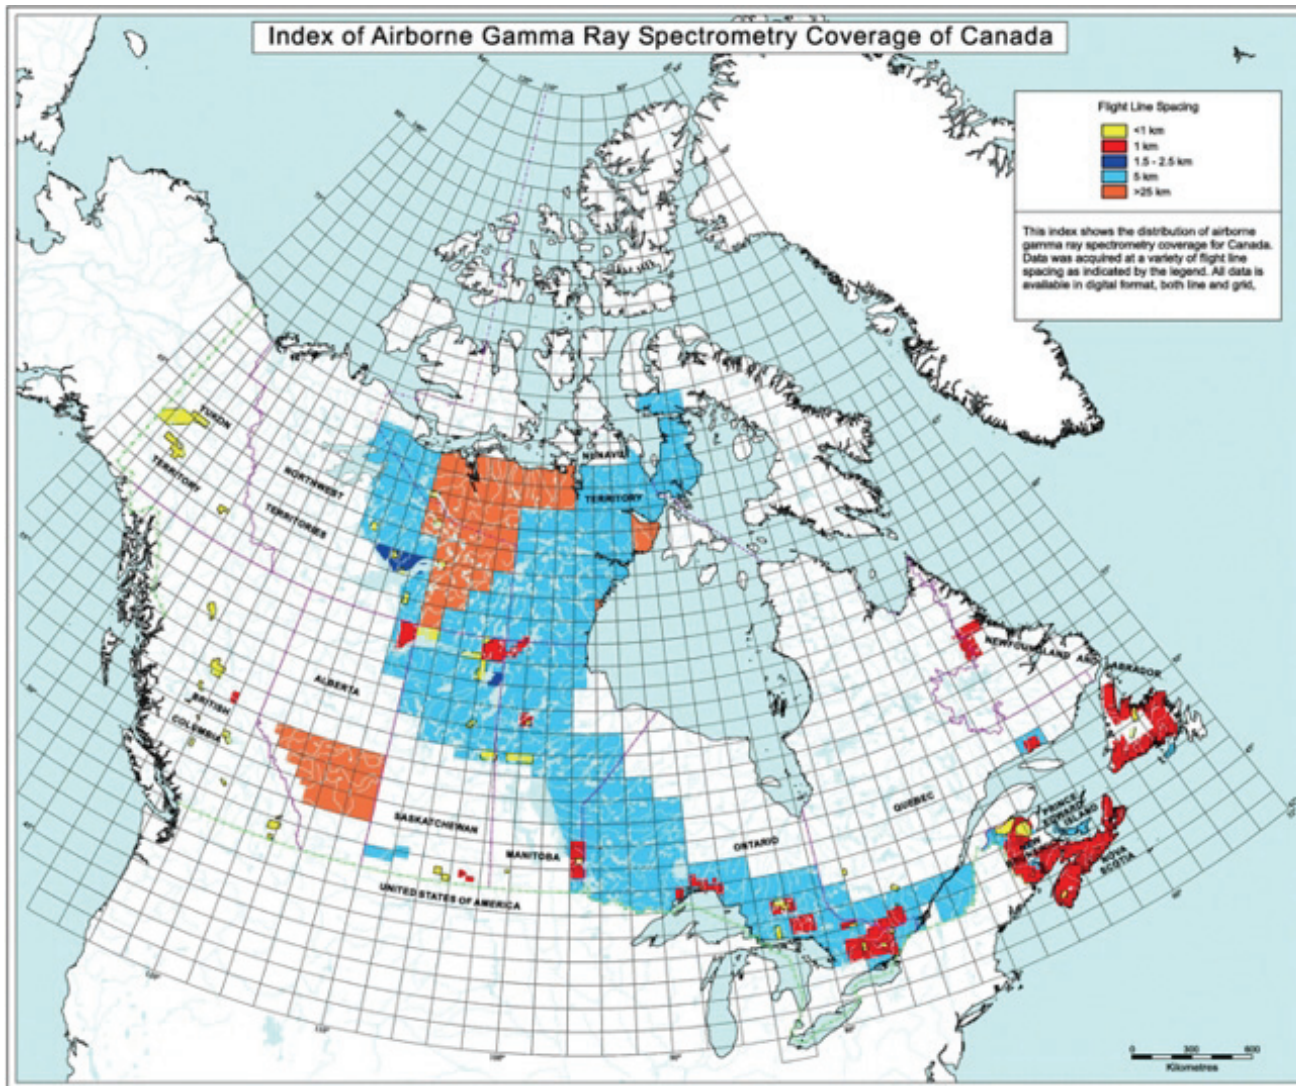 Index of Airborne Gamma Ray Spectrometry Coverage of Canada
Flight Line Spacing
<1 km
1 km
1.5 - 2.5 km
5 km
>25 km
This index shows the distribution of airborne
gamma ray spectrometry coverage for Canada.
Data was acquired at a variety of flight line
spacing as indicated by the legend. All data is
available in digital format, both line and grid,
YUKON
TERRITORY
NORTHWEST
TERRITORIES
TERRITORY
BRITISH
COLUMBIA
ALBERTA
SASKATCHEWAN
MANITOBA
ONTARIO
QUEBEC
NEWFOUNDLAND AND LABRADOR
PRINCE
EDWARD
ISLAND
NEW
NOVA
SCOTIA
UNITED STATES OF AMERICA
0 300 600
Kilometres